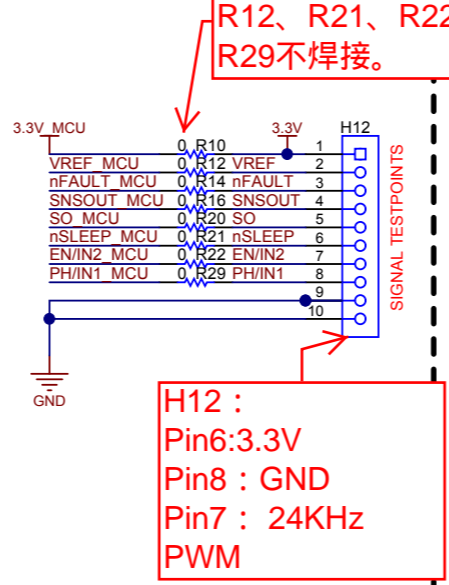 R12、R21、R22
R29不焊接。
3.3V_MCU
3.3V
H12
0 R10 1
VREF_MCU 0 R12 VREF 2
nFAULT_MCU 0 R14 nFAULT 3
SNSOUT_MCU 0 R16 SNSOUT 4
SO_MCU 0 R20 SO 5
nSLEEP_MCU 0 R21 nSLEEP 6
EN/IN2_MCU 0 R22 EN/IN2 7
PH/IN1_MCU 0 R29 PH/IN1 8
9
10
SIGNAL TESTPOINTS
GND
H12：
Pin6:3.3V
Pin8：GND
Pin7： 24KHz
PWM